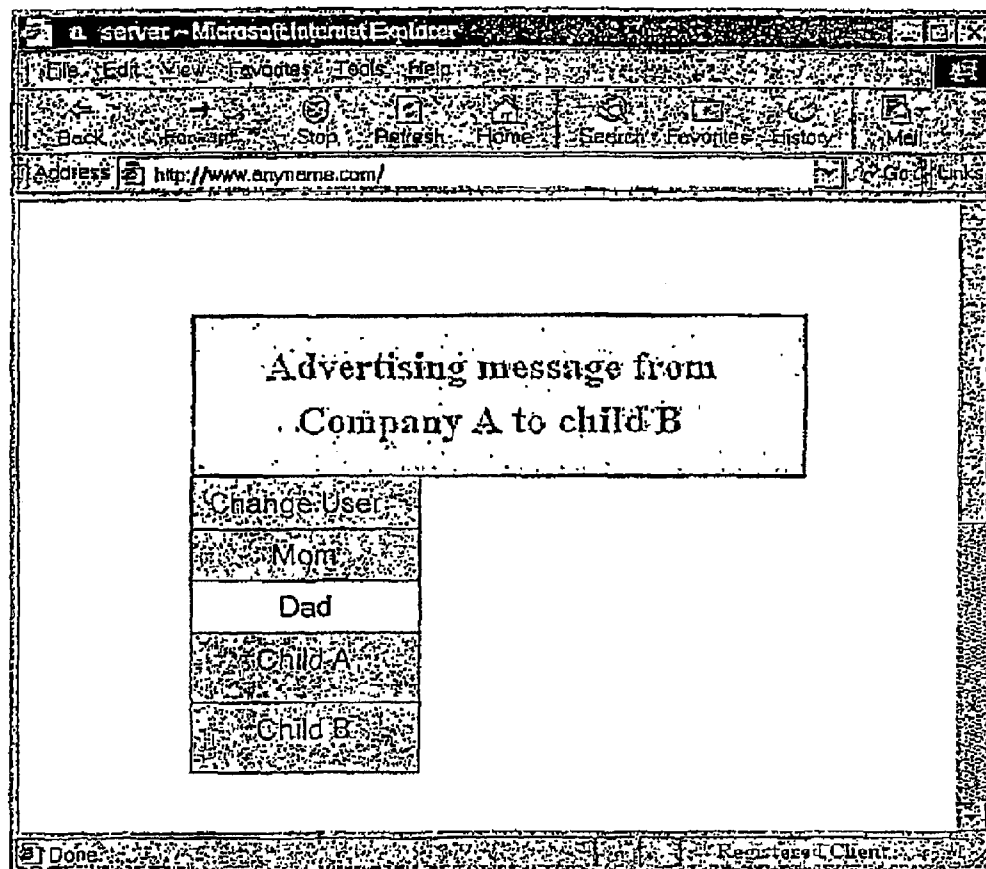 a server ~ Microsoft Internet Explorer
File Edit View Favorites Tools Help
Back Forward Stop Refresh Home Search Favorites History Mail
Address http://www.anyname.com/ Go Links
Advertising message from
Company A to child B
Change User
Mom
Dad
Child A
Child B
Done Registered Client